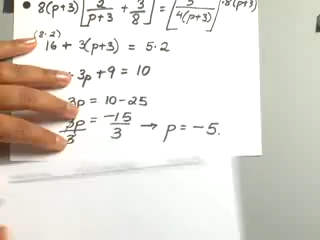 8(p+3) [2/(p+3) + 3/8] = [5/4(p+3)] · 8(p+3)
(8·2)
16 + 3(p+3) = 5·2
3p + 9 = 10
3p = 10-25
3p/3 = -15/3 → p = -5.